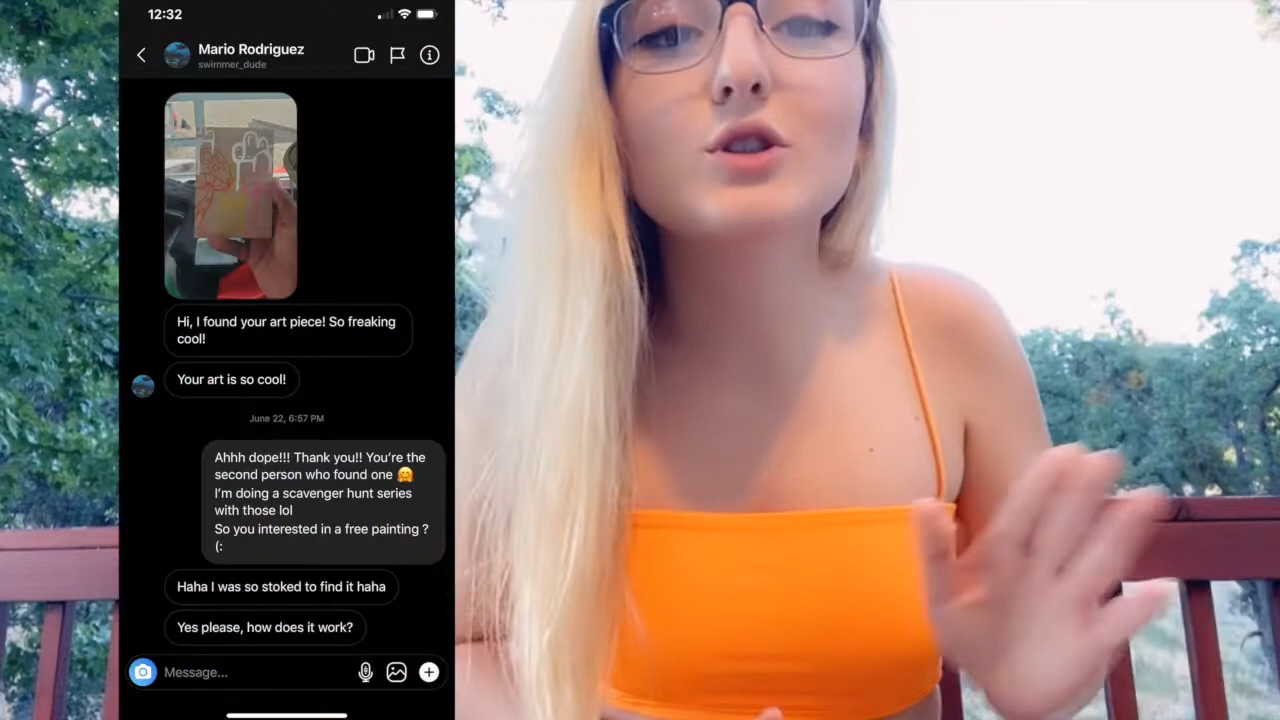 12:32
Mario Rodriguez
swimmer_dude
Hi, I found your art piece! So freaking
cool!
Your art is so cool!
June 22, 6:57 PM
Ahhh dope!!! Thank you!! You're the
second person who found one 🤗
I'm doing a scavenger hunt series
with those lol
So you interested in a free painting ?
(:
Haha I was so stoked to find it haha
Yes please, how does it work?
Message...